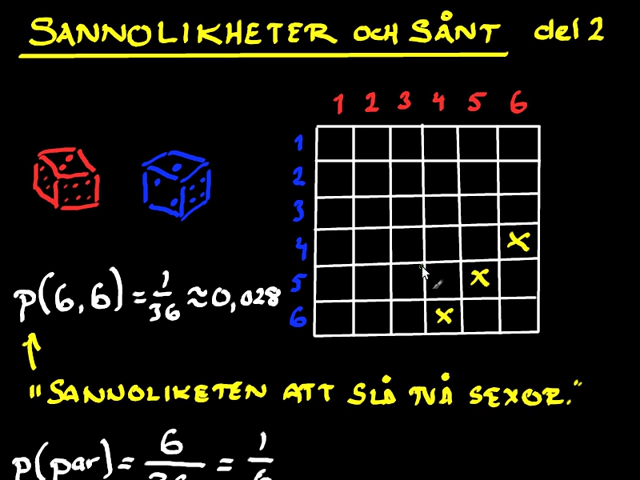 SANNOLIKHETER OCH SÅNT del 2
1 2 3 4 5 6
1
2
3
4 x
5 x
6 x
p(6,6) = 1/36 ≈ 0,028
"SANNOLIKETEN ATT SLÅ TVÅ SEXOR."
p(par) = 6/36 = 1/6